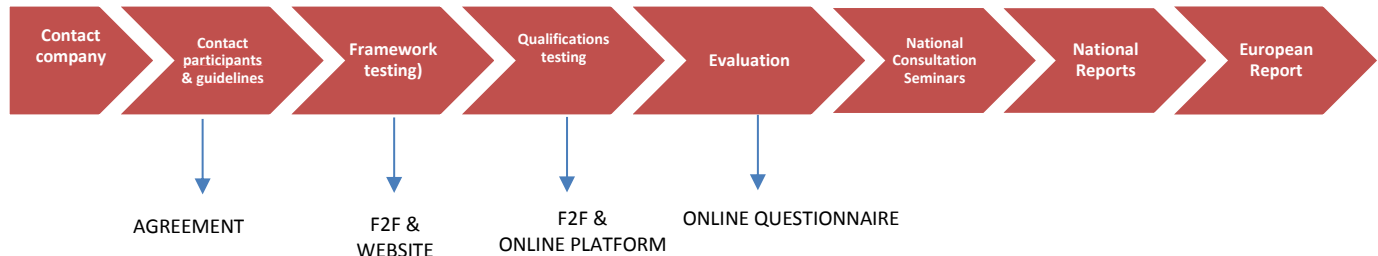 Contact
company
Contact
participants
& guidelines
Framework
testing)
Qualifications
testing
Evaluation
National
Consultation
Seminars
National
Reports
European
Report
AGREEMENT
F2F &
WEBSITE
F2F &
ONLINE PLATFORM
ONLINE QUESTIONNAIRE